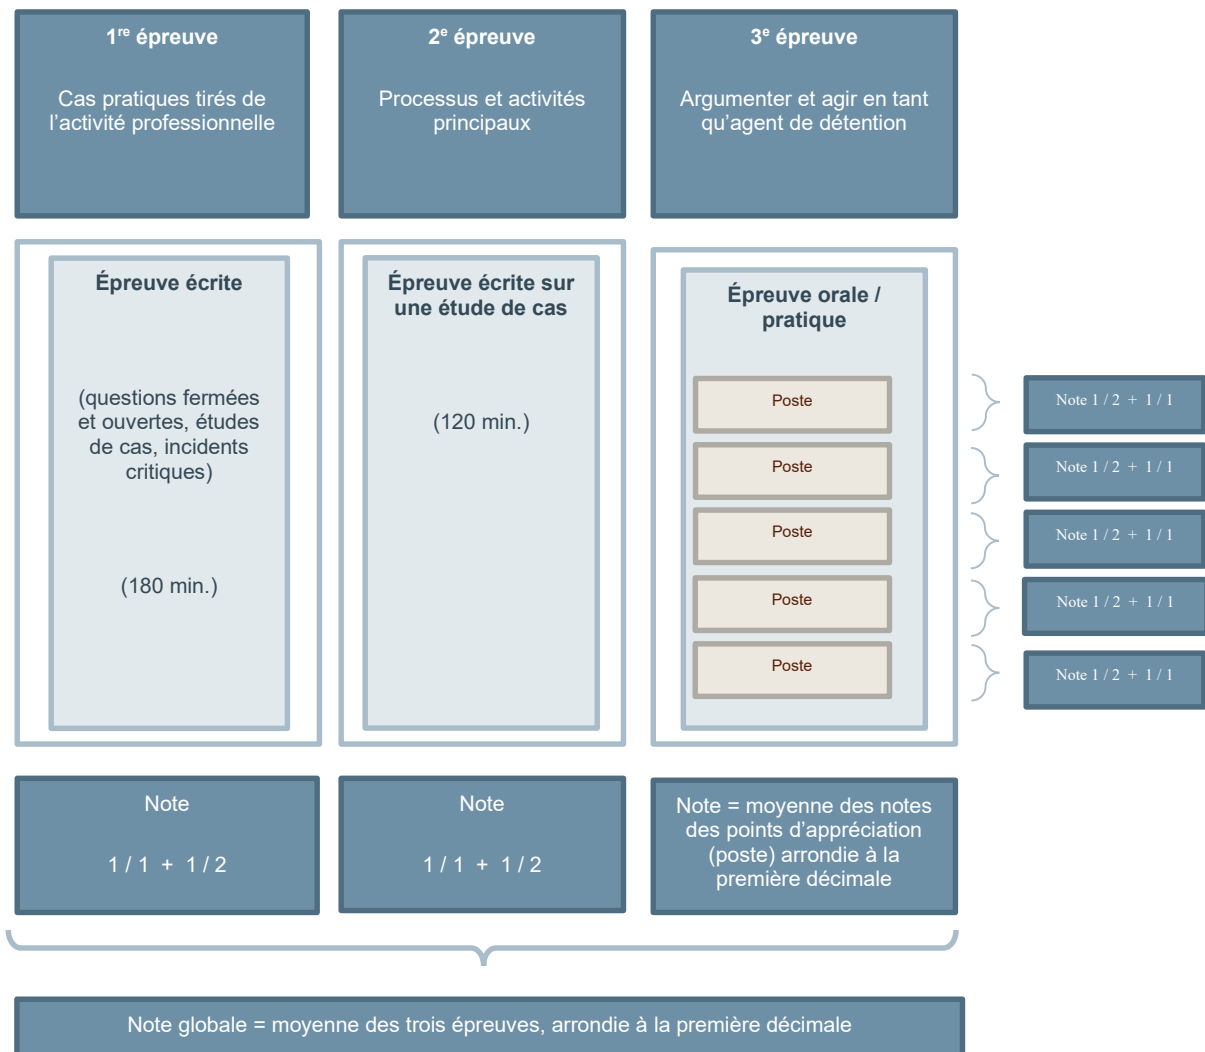 1re épreuve
Cas pratiques tirés de
l’activité professionnelle
2e épreuve
Processus et activités
principaux
3e épreuve
Argumenter et agir en tant
qu’agent de détention
Épreuve écrite
(questions fermées
et ouvertes, études
de cas, incidents
critiques)
(180 min.)
Épreuve écrite sur
une étude de cas
(120 min.)
Épreuve orale /
pratique
Poste
Note 1 / 2 + 1 / 1
Poste
Note 1 / 2 + 1 / 1
Poste
Note 1 / 2 + 1 / 1
Poste
Note 1 / 2 + 1 / 1
Poste
Note 1 / 2 + 1 / 1
Note
1 / 1 + 1 / 2
Note
1 / 1 + 1 / 2
Note = moyenne des notes
des points d’appréciation
(poste) arrondie à la
première décimale
Note globale = moyenne des trois épreuves, arrondie à la première décimale